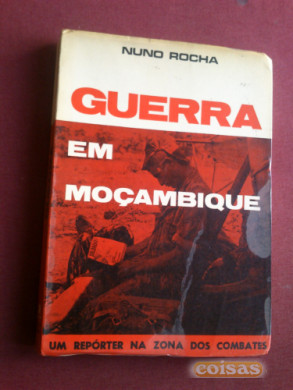 NUNO ROCHA
GUERRA
EM
MOÇAMBIQUE
UM REPÓRTER NA ZONA DOS COMBATES
coisas